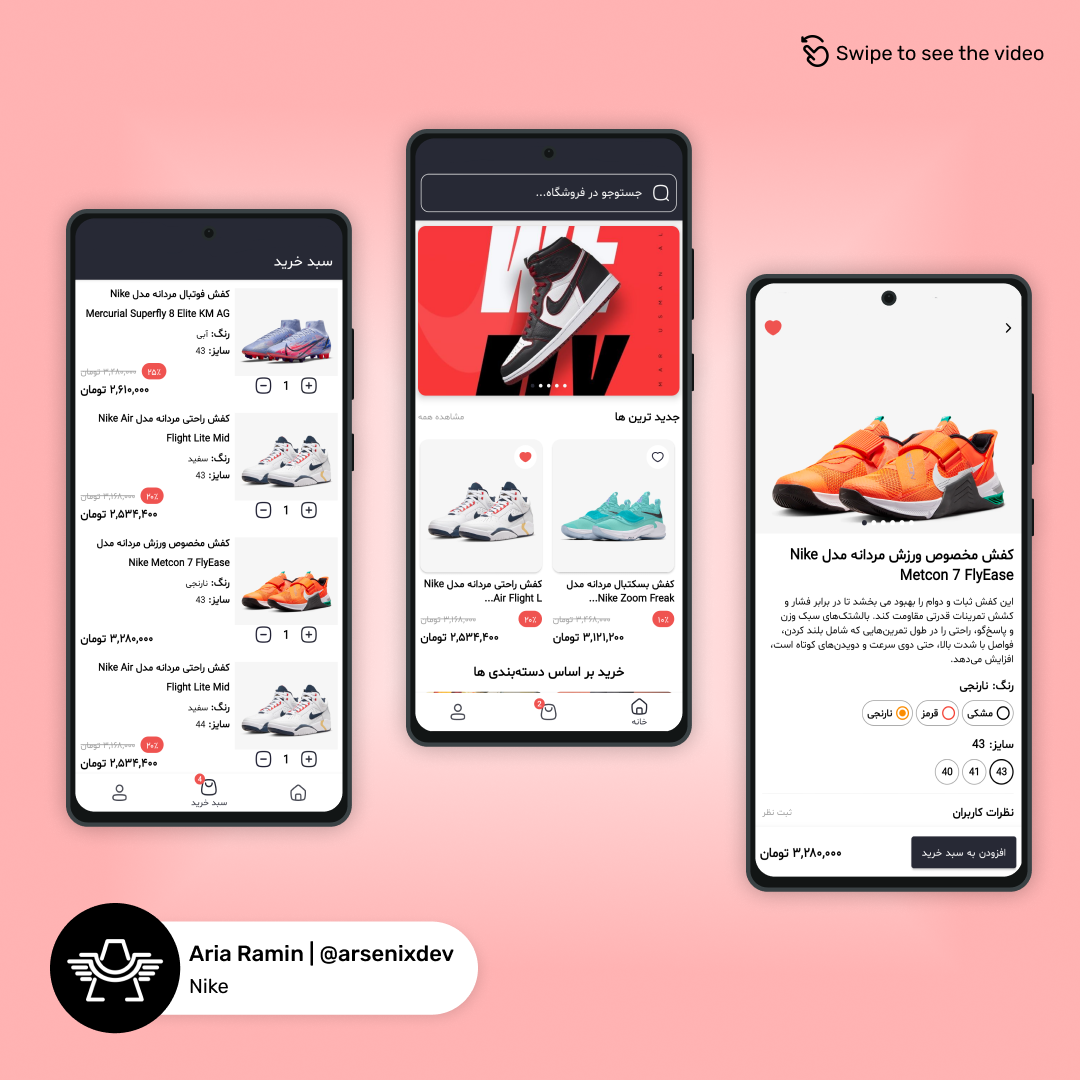 Swipe to see the video
سبد خرید
کفش فوتبال مردانه مدل Nike
Mercurial Superfly 8 Elite KM AG
رنگ: آبی
سایز: 43
۳,۴۸۰,۰۰۰ تومان
۲۵٪
۲,۶۱۰,۰۰۰ تومان
1
کفش راحتی مردانه مدل Nike Air
Flight Lite Mid
رنگ: سفید
سایز: 43
۳,۱۶۸,۰۰۰ تومان
۲۰٪
۲,۵۳۴,۴۰۰ تومان
1
کفش مخصوص ورزش مردانه مدل
Nike Metcon 7 FlyEase
رنگ: نارنجی
سایز: 43
۳,۲۸۰,۰۰۰ تومان
1
کفش راحتی مردانه مدل Nike Air
Flight Lite Mid
رنگ: سفید
سایز: 44
۳,۱۶۸,۰۰۰ تومان
۲۰٪
۲,۵۳۴,۴۰۰ تومان
1
4
سبد خرید
جستوجو در فروشگاه...
جدید ترین ها
مشاهده همه
کفش بسکتبال مردانه مدل
Nike Zoom Freak...
۳,۴۶۸,۰۰۰ تومان
۱۰٪
۳,۱۲۱,۲۰۰ تومان
کفش راحتی مردانه مدل Nike
Air Flight L...
۳,۱۶۸,۰۰۰ تومان
۲۰٪
۲,۵۳۴,۴۰۰ تومان
خرید بر اساس دسته‌بندی ها
2
خانه
کفش مخصوص ورزش مردانه مدل Nike
Metcon 7 FlyEase
این کفش ثبات و دوام را بهبود می بخشد تا در برابر فشار و
کشش تمرینات قدرتی مقاومت کند. بالشتک‌های سبک وزن
و پاسخ‌گو، راحتی را در طول تمرین‌هایی که شامل بلند کردن،
فواصل با شدت بالا، حتی دوی سرعت و دویدن‌های کوتاه است،
افزایش می‌دهد.
رنگ: نارنجی
مشکی
قرمز
نارنجی
سایز: 43
43
41
40
نظرات کاربران
ثبت نظر
افزودن به سبد خرید
۳,۲۸۰,۰۰۰ تومان
Aria Ramin | @arsenixdev
Nike